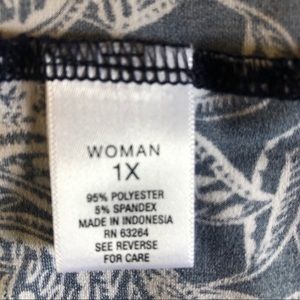 WOMAN
1X
95% POLYESTER
5% SPANDEX
MADE IN INDONESIA
RN 63264
SEE REVERSE
FOR CARE